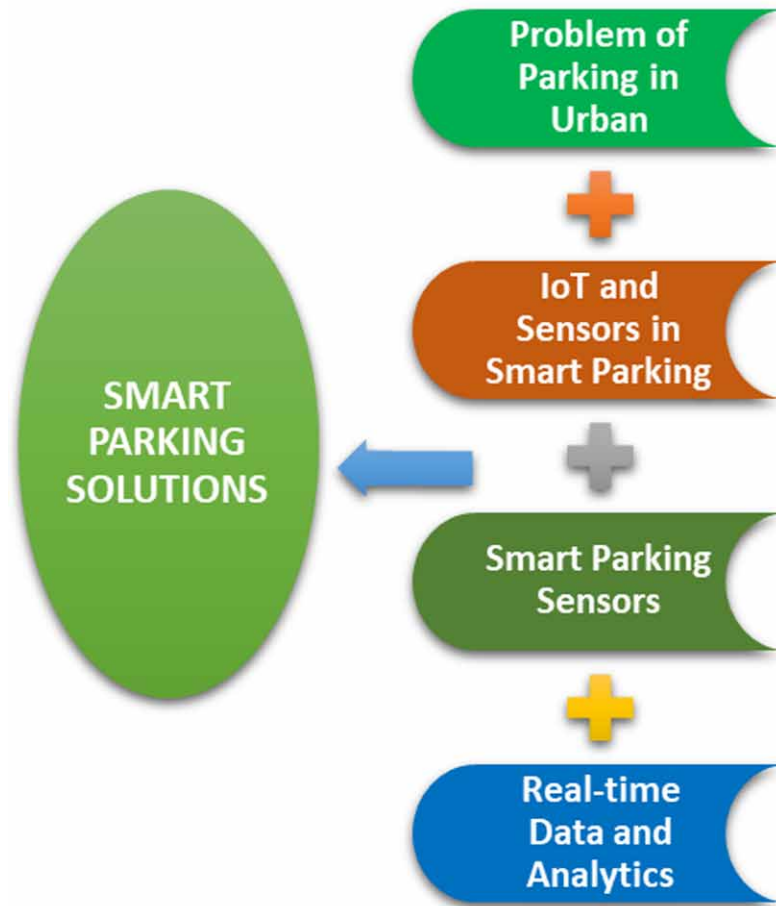 Problem of
Parking in
Urban
IoT and
Sensors in
Smart Parking
SMART
PARKING
SOLUTIONS
Smart Parking
Sensors
Real-time
Data and
Analytics